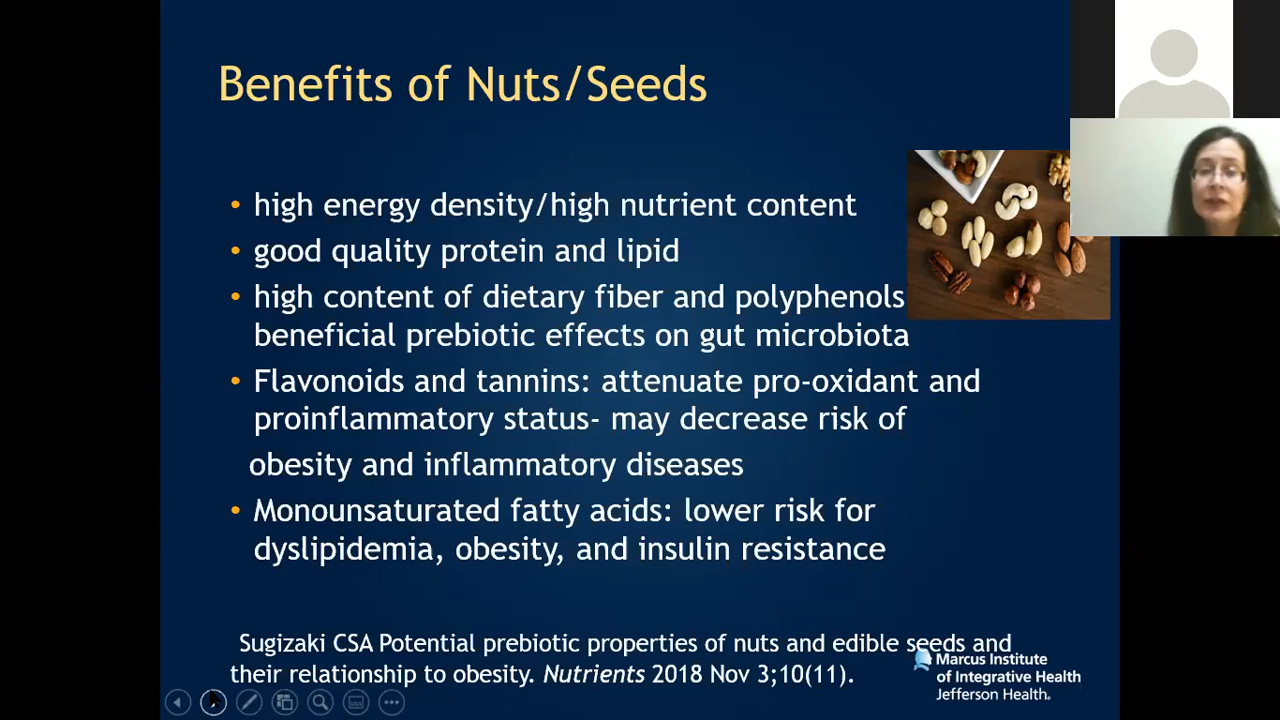 Benefits of Nuts/Seeds
• high energy density/high nutrient content
• good quality protein and lipid
• high content of dietary fiber and polyphenols
beneficial prebiotic effects on gut microbiota
• Flavonoids and tannins: attenuate pro-oxidant and
proinflammatory status- may decrease risk of
obesity and inflammatory diseases
• Monounsaturated fatty acids: lower risk for
dyslipidemia, obesity, and insulin resistance
Sugizaki CSA Potential prebiotic properties of nuts and edible seeds and
their relationship to obesity. Nutrients 2018 Nov 3;10(11).
Marcus Institute
of Integrative Health
Jefferson Health.